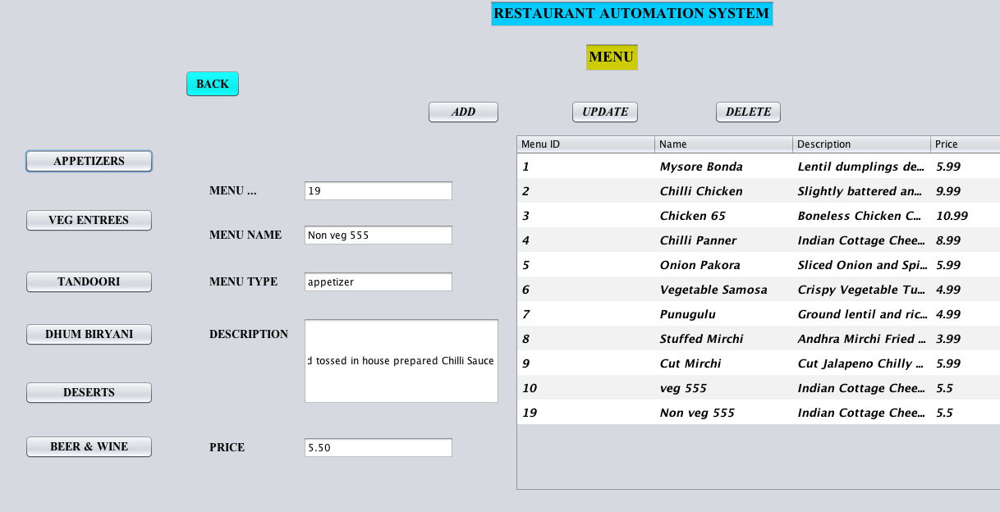 RESTAURANT AUTOMATION SYSTEM
MENU
BACK
ADD UPDATE DELETE
APPETIZERS
VEG ENTREES
TANDOORI
DHUM BIRYANI
DESERTS
BEER & WINE
MENU ... 19
MENU NAME Non veg 555
MENU TYPE appetizer
DESCRIPTION d tossed in house prepared Chilli Sauce
PRICE 5.50
Menu ID Name Description Price
1 Mysore Bonda Lentil dumplings de... 5.99
2 Chilli Chicken Slightly battered an... 9.99
3 Chicken 65 Boneless Chicken C... 10.99
4 Chilli Panner Indian Cottage Chee... 8.99
5 Onion Pakora Sliced Onion and Spi... 5.99
6 Vegetable Samosa Crispy Vegetable Tu... 4.99
7 Punugulu Ground lentil and ric... 4.99
8 Stuffed Mirchi Andhra Mirchi Fried ... 3.99
9 Cut Mirchi Cut Jalapeno Chilly ... 5.99
10 veg 555 Indian Cottage Chee... 5.5
19 Non veg 555 Indian Cottage Chee... 5.5